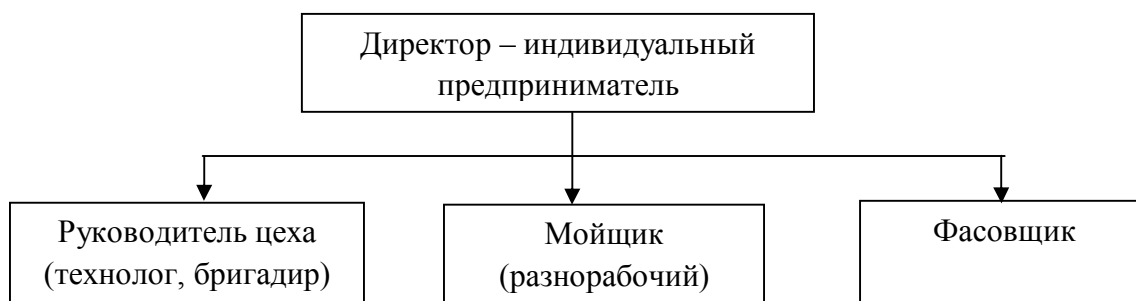 Директор – индивидуальный
предприниматель
Руководитель цеха
(технолог, бригадир)
Мойщик
(разнорабочий)
Фасовщик